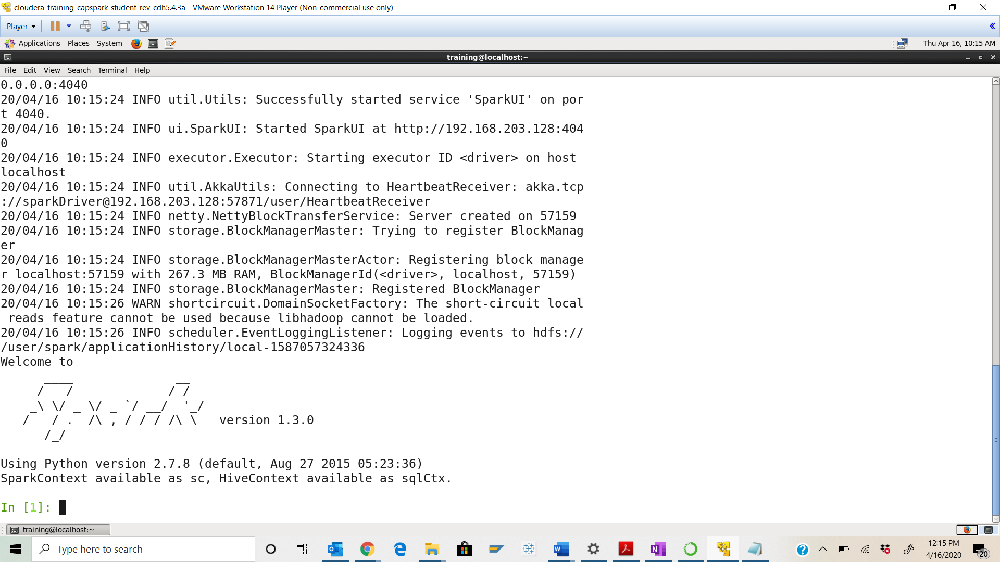 cloudera-training-capspark-student-rev_cdh5.4.3a - VMware Workstation 14 Player (Non-commercial use only)
Player
Applications Places System Thu Apr 16, 10:15 AM
training@localhost:~
File Edit View Search Terminal Help
0.0.0.0:4040
20/04/16 10:15:24 INFO util.Utils: Successfully started service 'SparkUI' on por
t 4040.
20/04/16 10:15:24 INFO ui.SparkUI: Started SparkUI at http://192.168.203.128:404
0
20/04/16 10:15:24 INFO executor.Executor: Starting executor ID <driver> on host
localhost
20/04/16 10:15:24 INFO util.AkkaUtils: Connecting to HeartbeatReceiver: akka.tcp
://sparkDriver@192.168.203.128:57871/user/HeartbeatReceiver
20/04/16 10:15:24 INFO netty.NettyBlockTransferService: Server created on 57159
20/04/16 10:15:24 INFO storage.BlockManagerMaster: Trying to register BlockManag
er
20/04/16 10:15:24 INFO storage.BlockManagerMasterActor: Registering block manage
r localhost:57159 with 267.3 MB RAM, BlockManagerId(<driver>, localhost, 57159)
20/04/16 10:15:24 INFO storage.BlockManagerMaster: Registered BlockManager
20/04/16 10:15:26 WARN shortcircuit.DomainSocketFactory: The short-circuit local
 reads feature cannot be used because libhadoop cannot be loaded.
20/04/16 10:15:26 INFO scheduler.EventLoggingListener: Logging events to hdfs://
/user/spark/applicationHistory/local-1587057324336
Welcome to
      ____              __
     / __/__  ___ _____/ /__
    _\ \/ _ \/ _ `/ __/  '_/
   /__ / .__/\_,_/_/ /_/\_\   version 1.3.0
      /_/
Using Python version 2.7.8 (default, Aug 27 2015 05:23:36)
SparkContext available as sc, HiveContext available as sqlCtx.
In [1]:
training@localhost:~
Type here to search
12:15 PM
4/16/2020
20